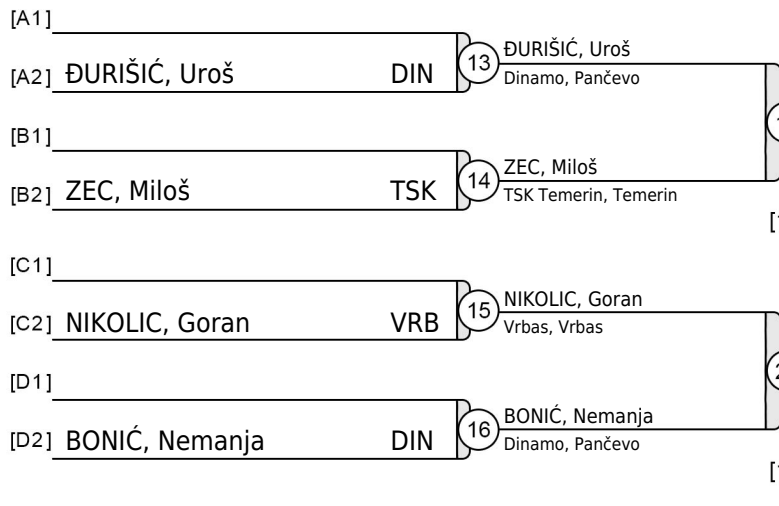 [A1]
[A2] ĐURIŠIĆ, Uroš DIN
13
ĐURIŠIĆ, Uroš
Dinamo, Pančevo
[B1]
[B2] ZEC, Miloš TSK
14
ZEC, Miloš
TSK Temerin, Temerin
[C1]
[C2] NIKOLIC, Goran VRB
15
NIKOLIC, Goran
Vrbas, Vrbas
[D1]
[D2] BONIĆ, Nemanja DIN
16
BONIĆ, Nemanja
Dinamo, Pančevo